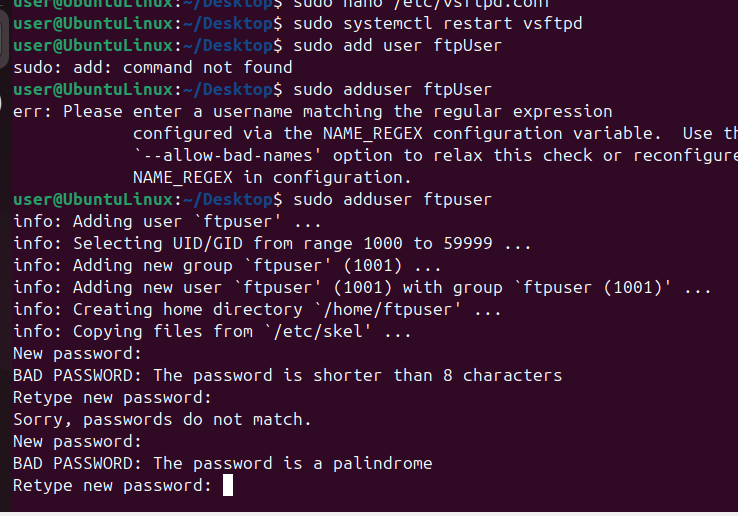 user@UbuntuLinux:~/Desktop$ sudo nano /etc/vsftpd.conf
user@UbuntuLinux:~/Desktop$ sudo systemctl restart vsftpd
user@UbuntuLinux:~/Desktop$ sudo add user ftpUser
sudo: add: command not found
user@UbuntuLinux:~/Desktop$ sudo adduser ftpUser
err: Please enter a username matching the regular expression
configured via the NAME_REGEX configuration variable.  Use th
`--allow-bad-names' option to relax this check or reconfigure
NAME_REGEX in configuration.
user@UbuntuLinux:~/Desktop$ sudo adduser ftpuser
info: Adding user `ftpuser' ...
info: Selecting UID/GID from range 1000 to 59999 ...
info: Adding new group `ftpuser' (1001) ...
info: Adding new user `ftpuser' (1001) with group `ftpuser (1001)' ...
info: Creating home directory `/home/ftpuser' ...
info: Copying files from `/etc/skel' ...
New password:
BAD PASSWORD: The password is shorter than 8 characters
Retype new password:
Sorry, passwords do not match.
New password:
BAD PASSWORD: The password is a palindrome
Retype new password: